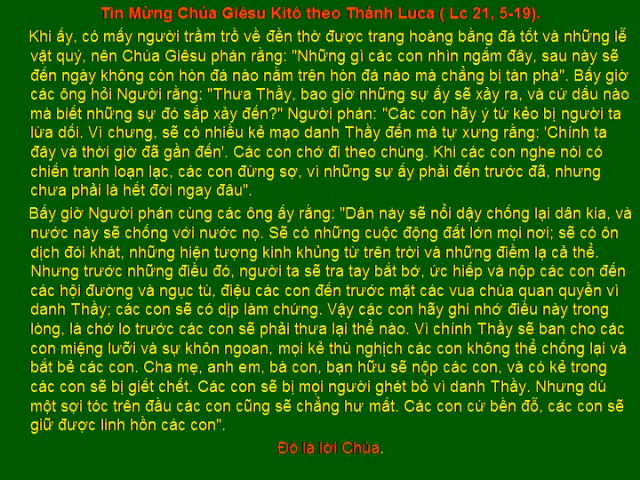 Tin Mừng Chúa Giêsu Kitô theo Thánh Luca ( Lc 21, 5-19).
Khi ấy, có mấy người trầm trồ về đền thờ được trang hoàng bằng đá tốt và những lễ
vật quý, nên Chúa Giêsu phán rằng: "Những gì các con nhìn ngắm đây, sau này sẽ
đến ngày không còn hòn đá nào nằm trên hòn đá nào mà chẳng bị tàn phá". Bấy giờ
các ông hỏi Người rằng: "Thưa Thầy, bao giờ những sự ấy sẽ xảy ra, và cứ dấu nào
mà biết những sự đó sắp xảy đến?" Người phán: "Các con hãy ý tứ kẻo bị người ta
lừa dối. Vì chưng, sẽ có nhiều kẻ mạo danh Thầy đến mà tự xưng rằng: 'Chính ta
đây và thời giờ đã gần đến'. Các con chớ đi theo chúng. Khi các con nghe nói có
chiến tranh loạn lạc, các con đừng sợ, vì những sự ấy phải đến trước đã, nhưng
chưa phải là hết đời ngay đâu".
Bấy giờ Người phán cùng các ông ấy rằng: "Dân này sẽ nổi dậy chống lại dân kia, và
nước này sẽ chống với nước nọ. Sẽ có những cuộc động đất lớn mọi nơi; sẽ có ôn
dịch đói khát, những hiện tượng kinh khủng từ trên trời và những điềm lạ cả thể.
Nhưng trước những điều đó, người ta sẽ tra tay bắt bớ, ức hiếp và nộp các con đến
các hội đường và ngục tù, điệu các con đến trước mặt các vua chúa quan quyền vì
danh Thầy; các con sẽ có dịp làm chứng. Vậy các con hãy ghi nhớ điều này trong
lòng, là chớ lo trước các con sẽ phải thưa lại thể nào. Vì chính Thầy sẽ ban cho các
con miệng lưỡi và sự khôn ngoan, mọi kẻ thù nghịch các con không thể chống lại và
bắt bẻ các con. Cha mẹ, anh em, bà con, bạn hữu sẽ nộp các con, và có kẻ trong
các con sẽ bị giết chết. Các con sẽ bị mọi người ghét bỏ vì danh Thầy. Nhưng dù
một sợi tóc trên đầu các con cũng sẽ chẳng hư mất. Các con cứ bền đỗ, các con sẽ
giữ được linh hồn các con".
Đó là lời Chúa.